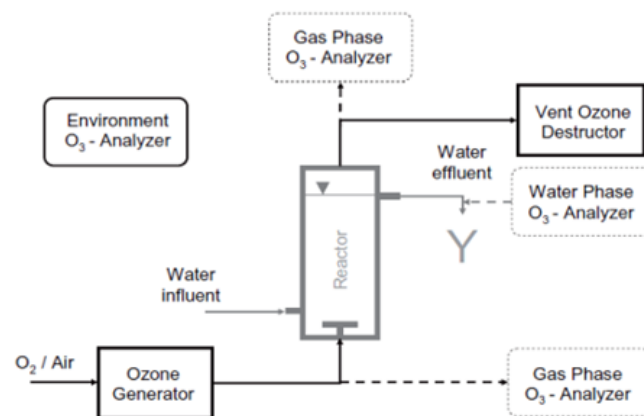 Gas Phase
O₃ - Analyzer
Environment
O₃ - Analyzer
Vent Ozone
Destructor
Water
effluent
Water Phase
O₃ - Analyzer
Reactor
Water
influent
O₂ / Air
Ozone
Generator
Gas Phase
O₃ - Analyzer